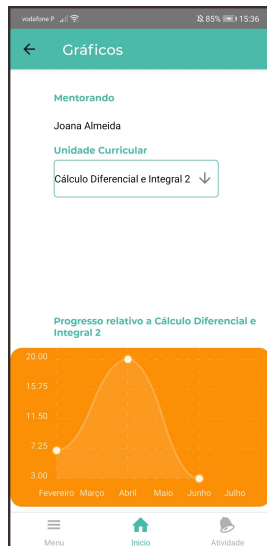 vodafone P 85% 15:36
Gráficos
Mentorando
Joana Almeida
Unidade Curricular
Cálculo Diferencial e Integral 2
Progresso relativo a Cálculo Diferencial e
Integral 2
20.00
15.75
11.50
7.25
3.00
Fevereiro Março Abril Maio Junho Julho
Menu Início Atividade